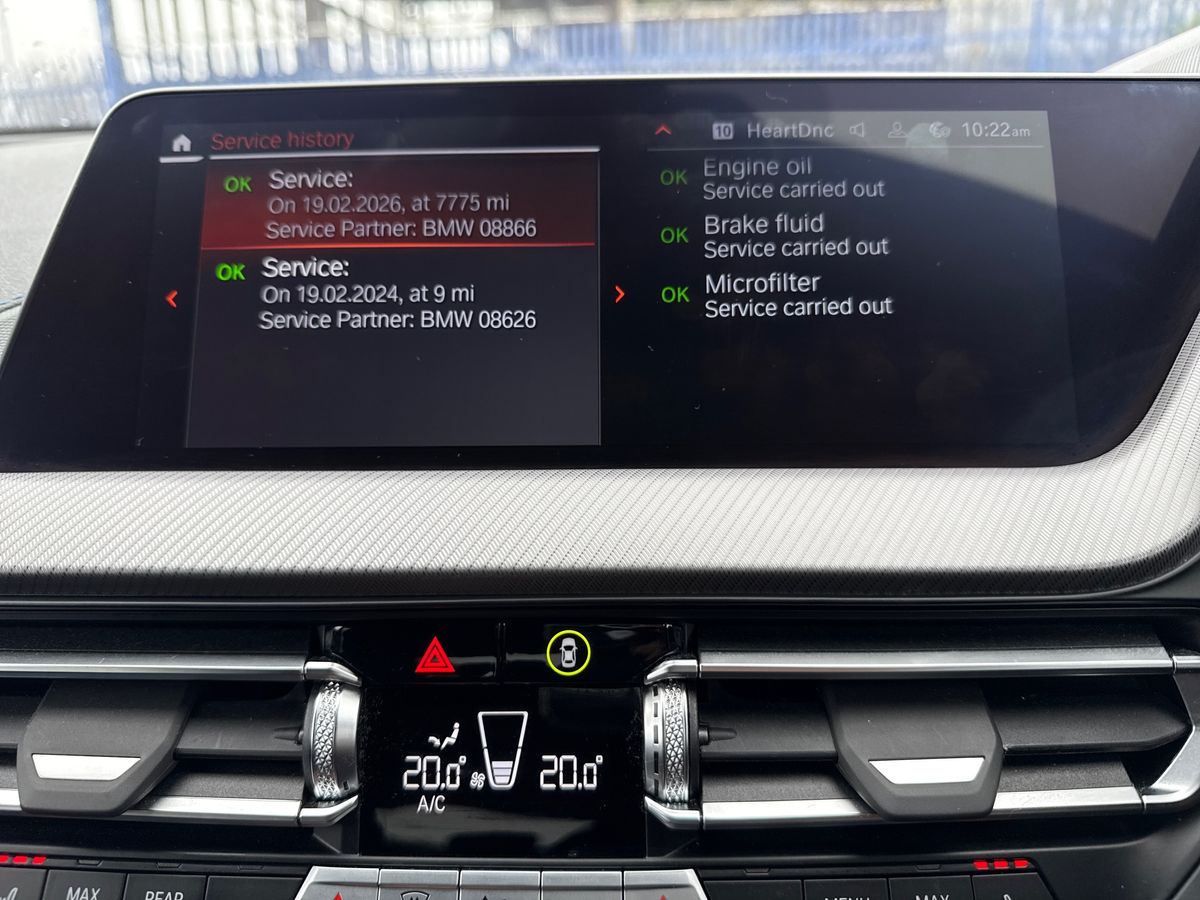 Service history
10 HeartDnc 10:22am
OK Service:
On 19.02.2026, at 7775 mi
Service Partner: BMW 08866
OK Service:
On 19.02.2024, at 9 mi
Service Partner: BMW 08626
OK Engine oil
Service carried out
OK Brake fluid
Service carried out
OK Microfilter
Service carried out
20.0° 20.0°
A/C
MAX REAR MENU MAX